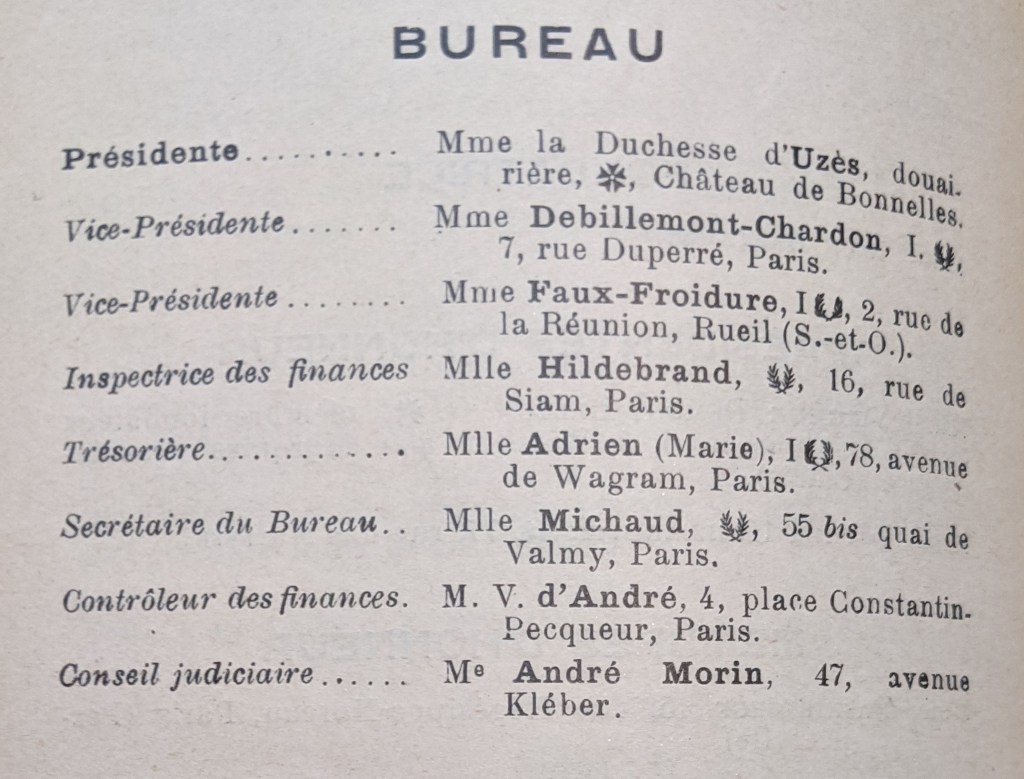 BUREAU
Présidente.......... Mme la Duchesse d'Uzès, douai-
rière, ✠, Château de Bonnelles.
Vice-Présidente....... Mme Debillemont-Chardon, I. ,
7, rue Duperré, Paris.
Vice-Présidente........ Mme Faux-Froidure, I , 2, rue de
la Réunion, Rueil (S.-et-O.).
Inspectrice des finances Mlle Hildebrand, , 16, rue de
Siam, Paris.
Trésorière............. Mlle Adrien (Marie), I , 78, avenue
de Wagram, Paris.
Secrétaire du Bureau.. Mlle Michaud, , 55 bis quai de
Valmy, Paris.
Contrôleur des finances. M. V. d'André, 4, place Constantin-
Pecqueur, Paris.
Conseil judiciaire...... Me André Morin, 47, avenue
Kléber.